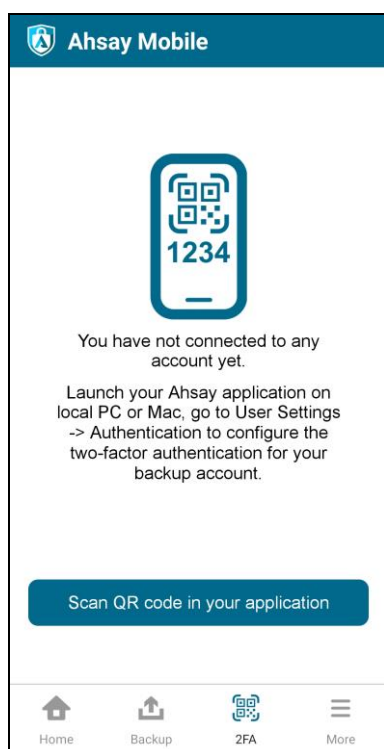 Ahsay Mobile
1234
You have not connected to any
account yet.
Launch your Ahsay application on
local PC or Mac, go to User Settings
-> Authentication to configure the
two-factor authentication for your
backup account.
Scan QR code in your application
Home Backup 2FA More